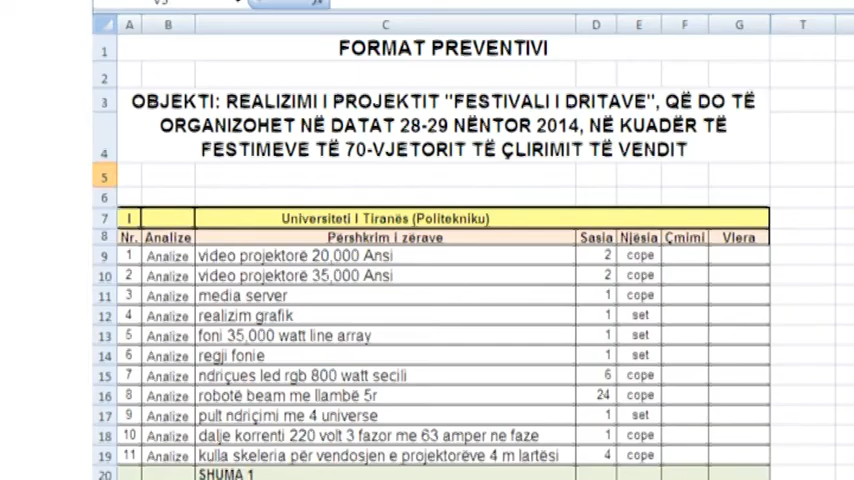 A B C D E F G T
1 FORMAT PREVENTIVI
2
3 OBJEKTI: REALIZIMI I PROJEKTIT "FESTIVALI I DRITAVE", QË DO TË
ORGANIZOHET NË DATAT 28-29 NËNTOR 2014, NË KUADËR TË
4 FESTIMEVE TË 70-VJETORIT TË ÇLIRIMIT TË VENDIT
5
6
7 I Universiteti I Tiranës (Politekniku)
8 Nr. Analize Përshkrim i zërave Sasia Njësia Çmimi Vlera
9 1 Analize video projektorë 20,000 Ansi 2 cope
10 2 Analize video projektorë 35,000 Ansi 2 cope
11 3 Analize media server 1 cope
12 4 Analize realizim grafik 1 set
13 5 Analize foni 35,000 watt line array 1 set
14 6 Analize regji fonie 1 set
15 7 Analize ndriçues led rgb 800 watt secili 6 cope
16 8 Analize robotë beam me llambë 5r 24 cope
17 9 Analize pult ndriçimi me 4 universe 1 set
18 10 Analize dalje korrenti 220 volt 3 fazor me 63 amper ne faze 1 cope
19 11 Analize kulla skeleria për vendosjen e projektorëve 4 m lartësi 4 cope
20 SHUMA 1